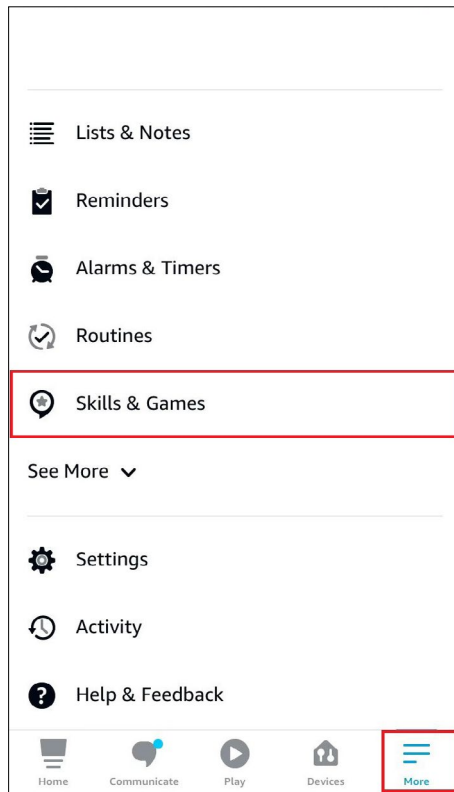 Lists & Notes
Reminders
Alarms & Timers
Routines
Skills & Games
See More
Settings
Activity
Help & Feedback
Home Communicate Play Devices More